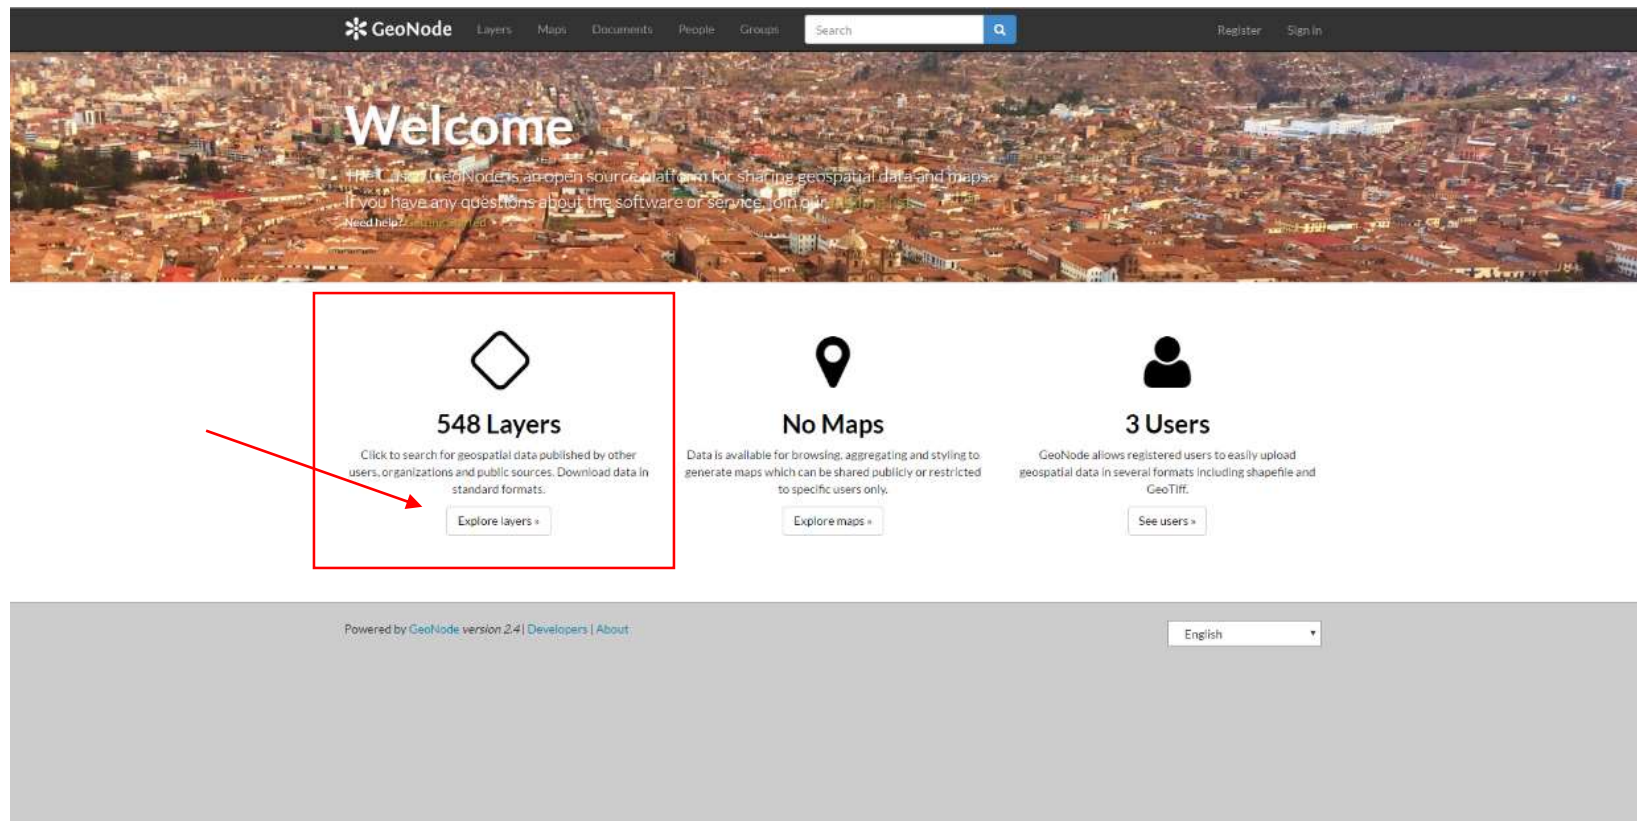 GeoNode Layers Maps Documents People Groups Search Register Sign in
Welcome
The Cusco GeoNode is an open source platform for sharing geospatial data and maps.
If you have any questions about the software or service, join our mailing list.
Need help? Get
548 Layers
Click to search for geospatial data published by other
users, organizations and public sources. Download data in
standard formats.
Explore layers »
No Maps
Data is available for browsing, aggregating and styling to
generate maps which can be shared publicly or restricted
to specific users only.
Explore maps »
3 Users
GeoNode allows registered users to easily upload
geospatial data in several formats including shapefile and
GeoTiff.
See users »
Powered by GeoNode version 2.4 | Developers | About
English